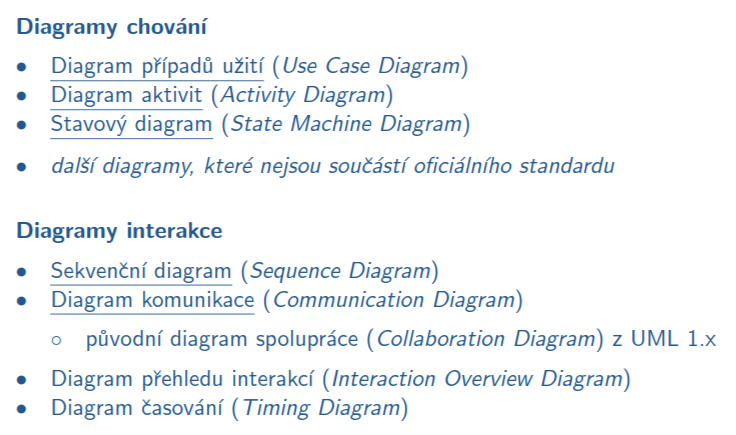 Diagramy chování
• Diagram případů užití (Use Case Diagram)
• Diagram aktivit (Activity Diagram)
• Stavový diagram (State Machine Diagram)
• další diagramy, které nejsou součástí oficiálního standardu
Diagramy interakce
• Sekvenční diagram (Sequence Diagram)
• Diagram komunikace (Communication Diagram)
○ původní diagram spolupráce (Collaboration Diagram) z UML 1.x
• Diagram přehledu interakcí (Interaction Overview Diagram)
• Diagram časování (Timing Diagram)